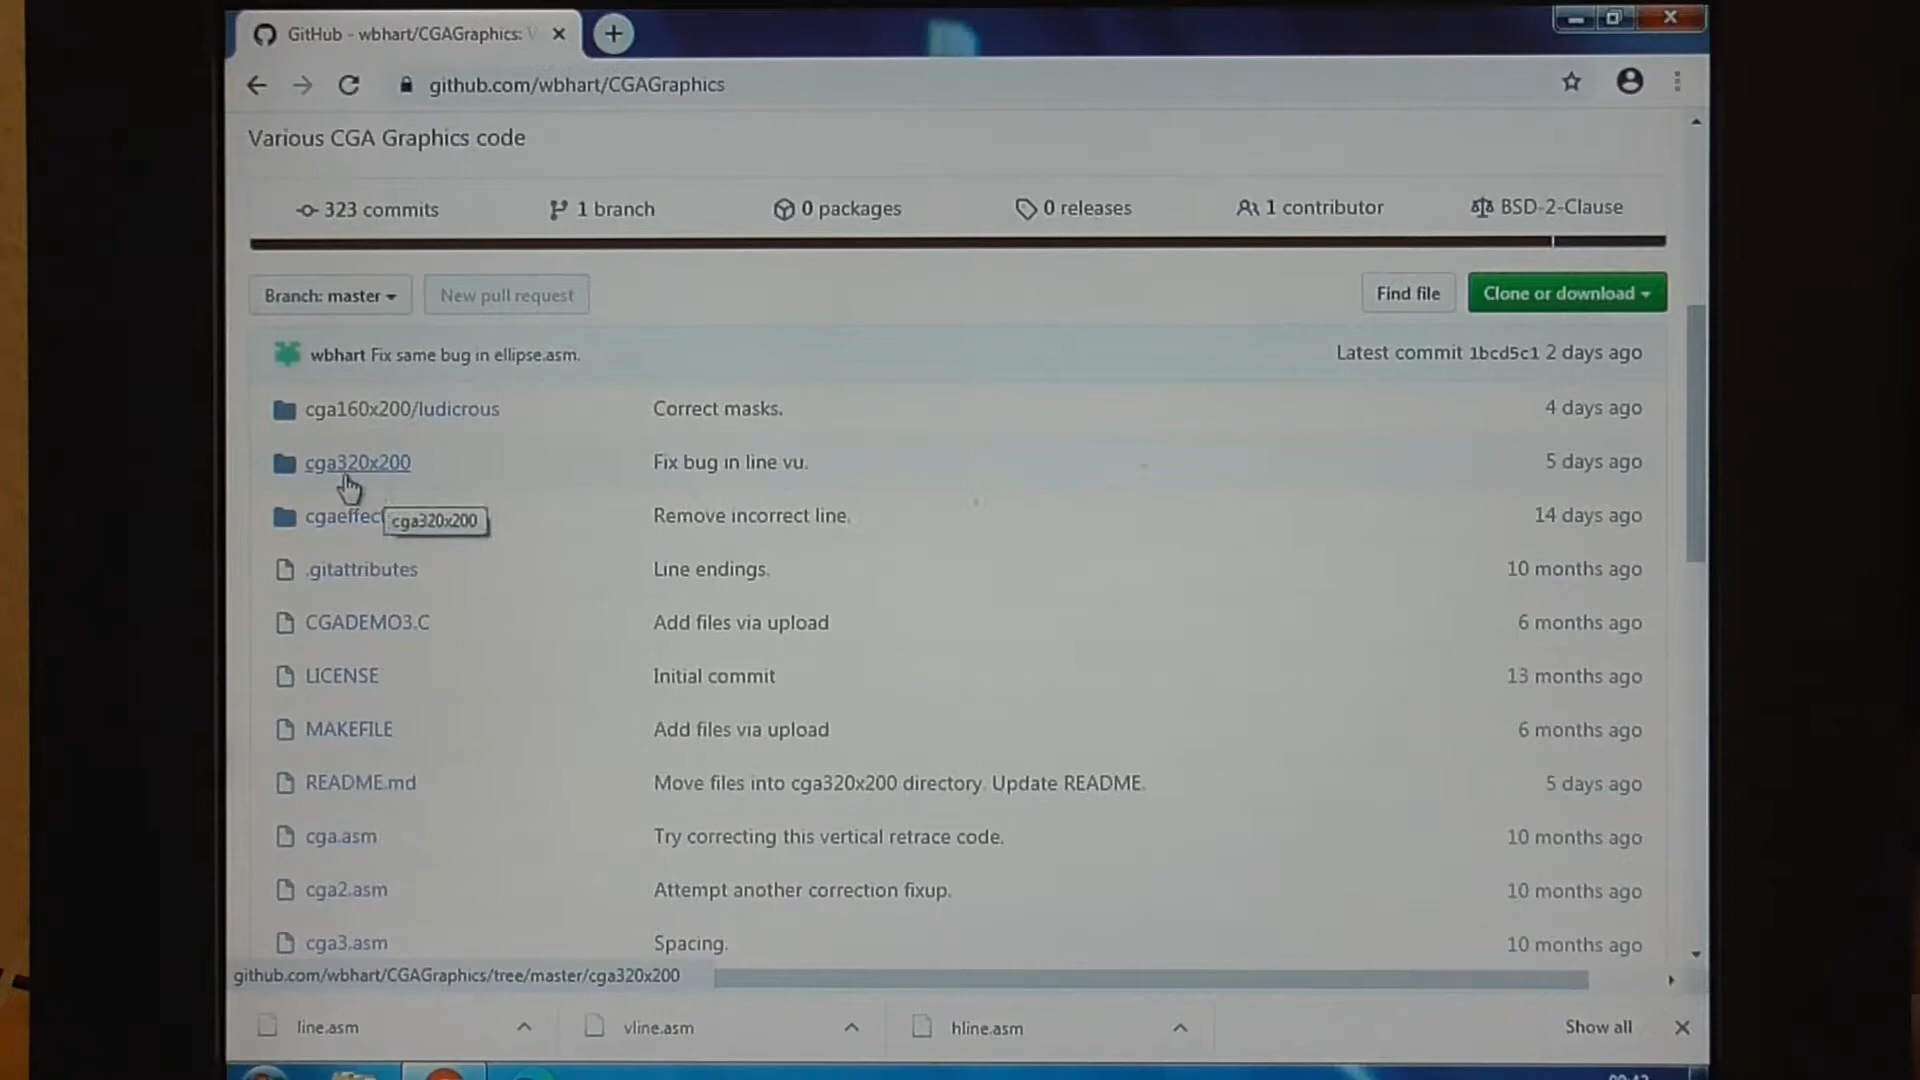 GitHub - wbhart/CGAGraphics: V
github.com/wbhart/CGAGraphics
Various CGA Graphics code
323 commits 1 branch 0 packages 0 releases 1 contributor BSD-2-Clause
Branch: master New pull request Find file Clone or download
wbhart Fix same bug in ellipse.asm. Latest commit 1bcd5c1 2 days ago
cga160x200/ludicrous Correct masks. 4 days ago
cga320x200 Fix bug in line vu. 5 days ago
cgaeffec Remove incorrect line. 14 days ago
cga320x200
.gitattributes Line endings. 10 months ago
CGADEMO3.C Add files via upload 6 months ago
LICENSE Initial commit 13 months ago
MAKEFILE Add files via upload 6 months ago
README.md Move files into cga320x200 directory. Update README. 5 days ago
cga.asm Try correcting this vertical retrace code. 10 months ago
cga2.asm Attempt another correction fixup. 10 months ago
cga3.asm Spacing. 10 months ago
github.com/wbhart/CGAGraphics/tree/master/cga320x200
line.asm vline.asm hline.asm Show all